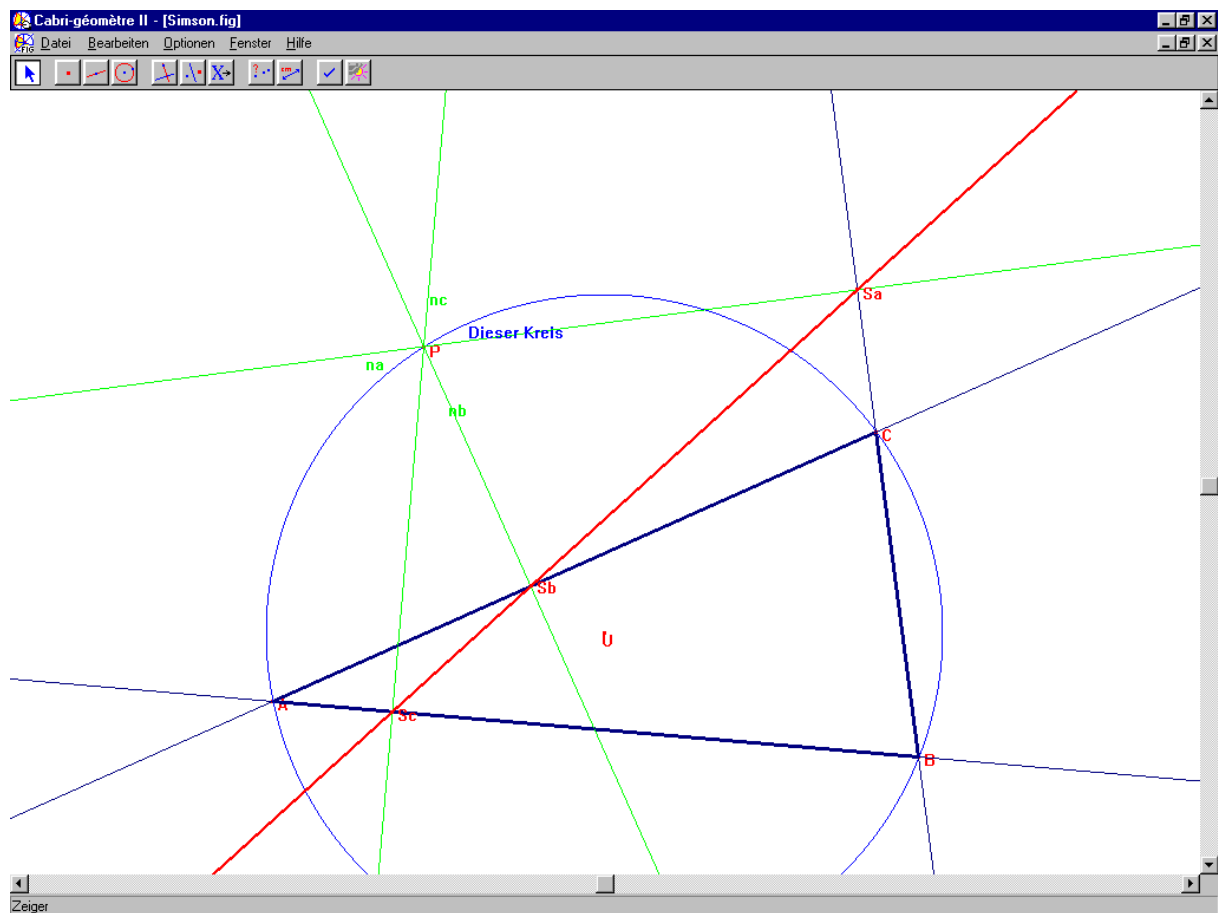 Cabri-géomètre II - [Simson.fig]
Datei Bearbeiten Optionen Fenster Hilfe
nc
Sa
Dieser Kreis
P
na
nb
C
Sb
U
A
Sc
B
Zeiger